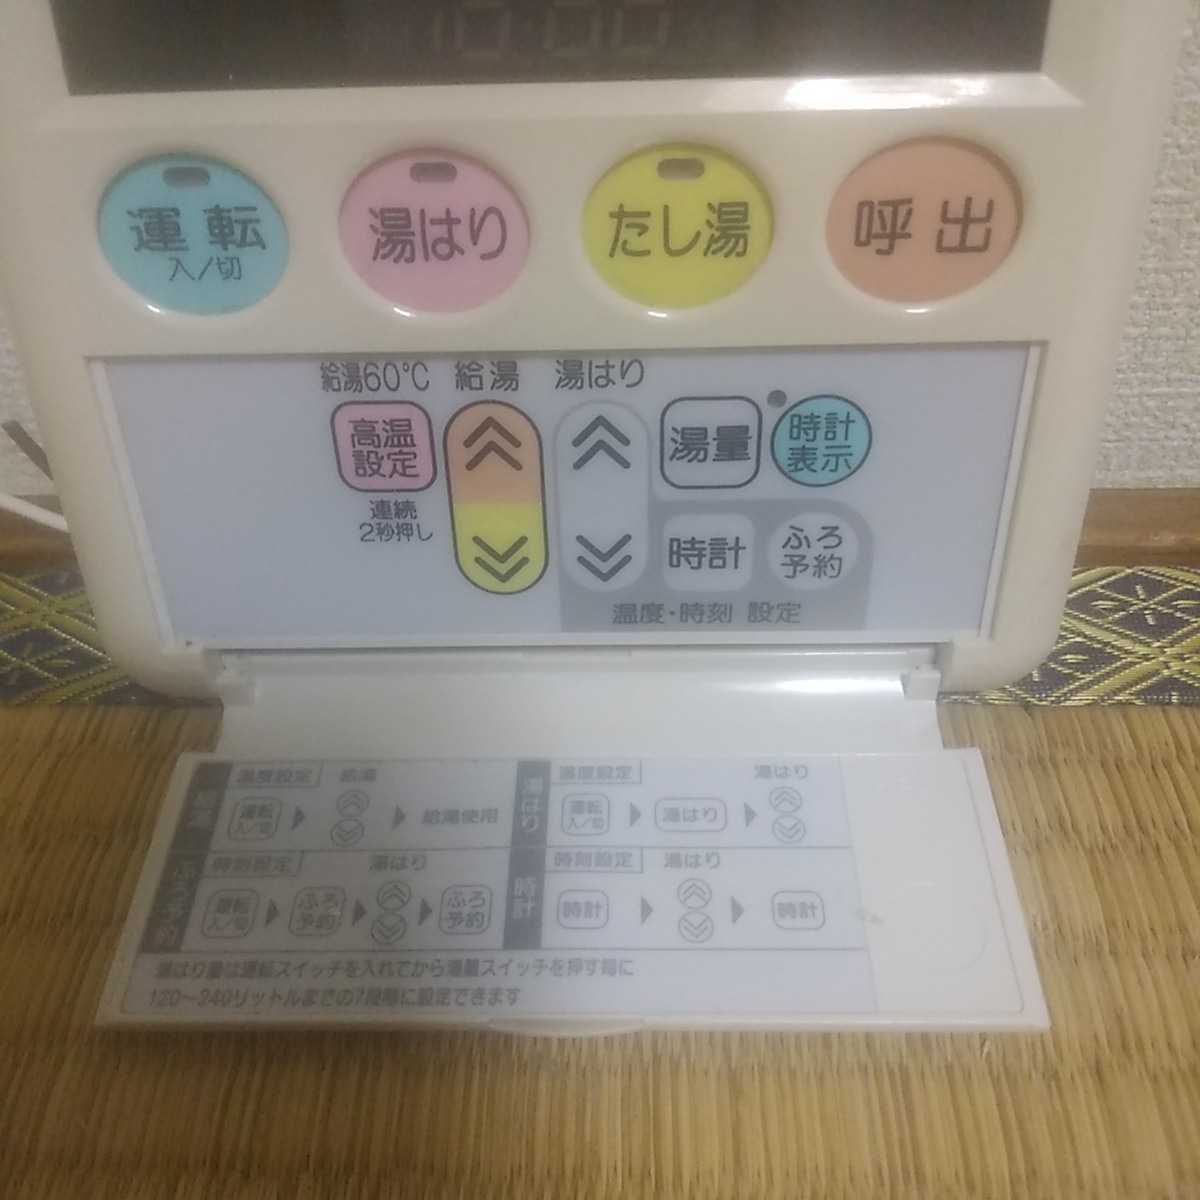 10:00
運転
入/切
湯はり
たし湯
呼出
給湯60℃ 給湯 湯はり
高温
設定
湯量
時計
表示
連続
2秒押し
時計
ふろ
予約
温度・時刻 設定
給湯
温度設定 給湯
運転
入/切
給湯使用
湯はり
温度設定 湯はり
運転
入/切
湯はり
ふろ予約
時刻設定 湯はり
運転
入/切
ふろ
予約
ふろ
予約
時計
時刻設定 湯はり
時計
時計
湯はり量は運転スイッチを入れてから湯量スイッチを押す毎に
120〜240リットルまでの7段階に設定できます